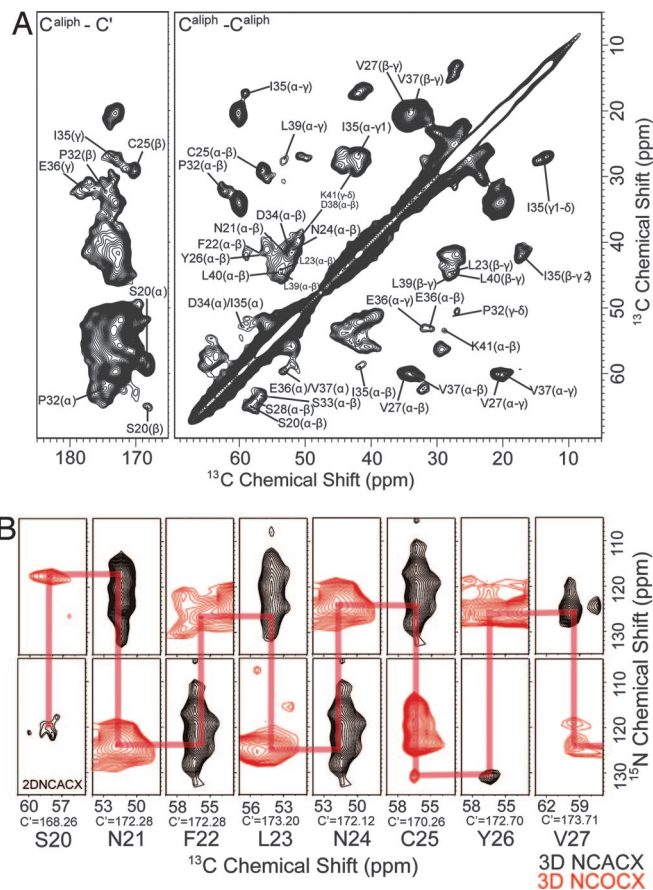 A
C^aliph - C'
C^aliph -C^aliph
V27(β-γ)
V37(β-γ)
I35(α-γ)
L39(α-γ)
I35(α-γ1)
I35(γ)
P32(β)
C25(β)
E36(γ)
C25(α-β)
P32(α-β)
K41(γ-δ)
D38(α-β)
I35(γ1-δ)
D34(α-β)
N21(α-β)
N24(α-β)
F22(α-β)
Y26(α-β)
L23(α-β)
L23(β-γ)
L40(α-β)
L40(β-γ)
I35(β-γ2)
L39(α-β)
L39(β-γ)
S20(α)
E36(α-β)
D34(α)/I35(α)
E36(α-γ)
P32(γ-δ)
K41(α-β)
P32(α)
E36(α)/V37(α)
I35(α-β)
V37(α-β)
V37(α-γ)
S33(α-β)
V27(α-β)
V27(α-γ)
S28(α-β)
S20(β)
S20(α-β)
10
20
30
40
50
60
13C Chemical Shift (ppm)
180 170 60 50 40 30 20 10
13C Chemical Shift (ppm)
B
110
120
130
110
120
130
15N Chemical Shift (ppm)
2DNCACX
60 57 53 50 58 55 56 53 53 50 58 55 58 55 62 59
C'=168.26 C'=172.28 C'=172.28 C'=173.20 C'=172.12 C'=170.26 C'=172.70 C'=173.71
S20 N21 F22 L23 N24 C25 Y26 V27
13C Chemical Shift (ppm)
3D NCACX
3D NCOCX